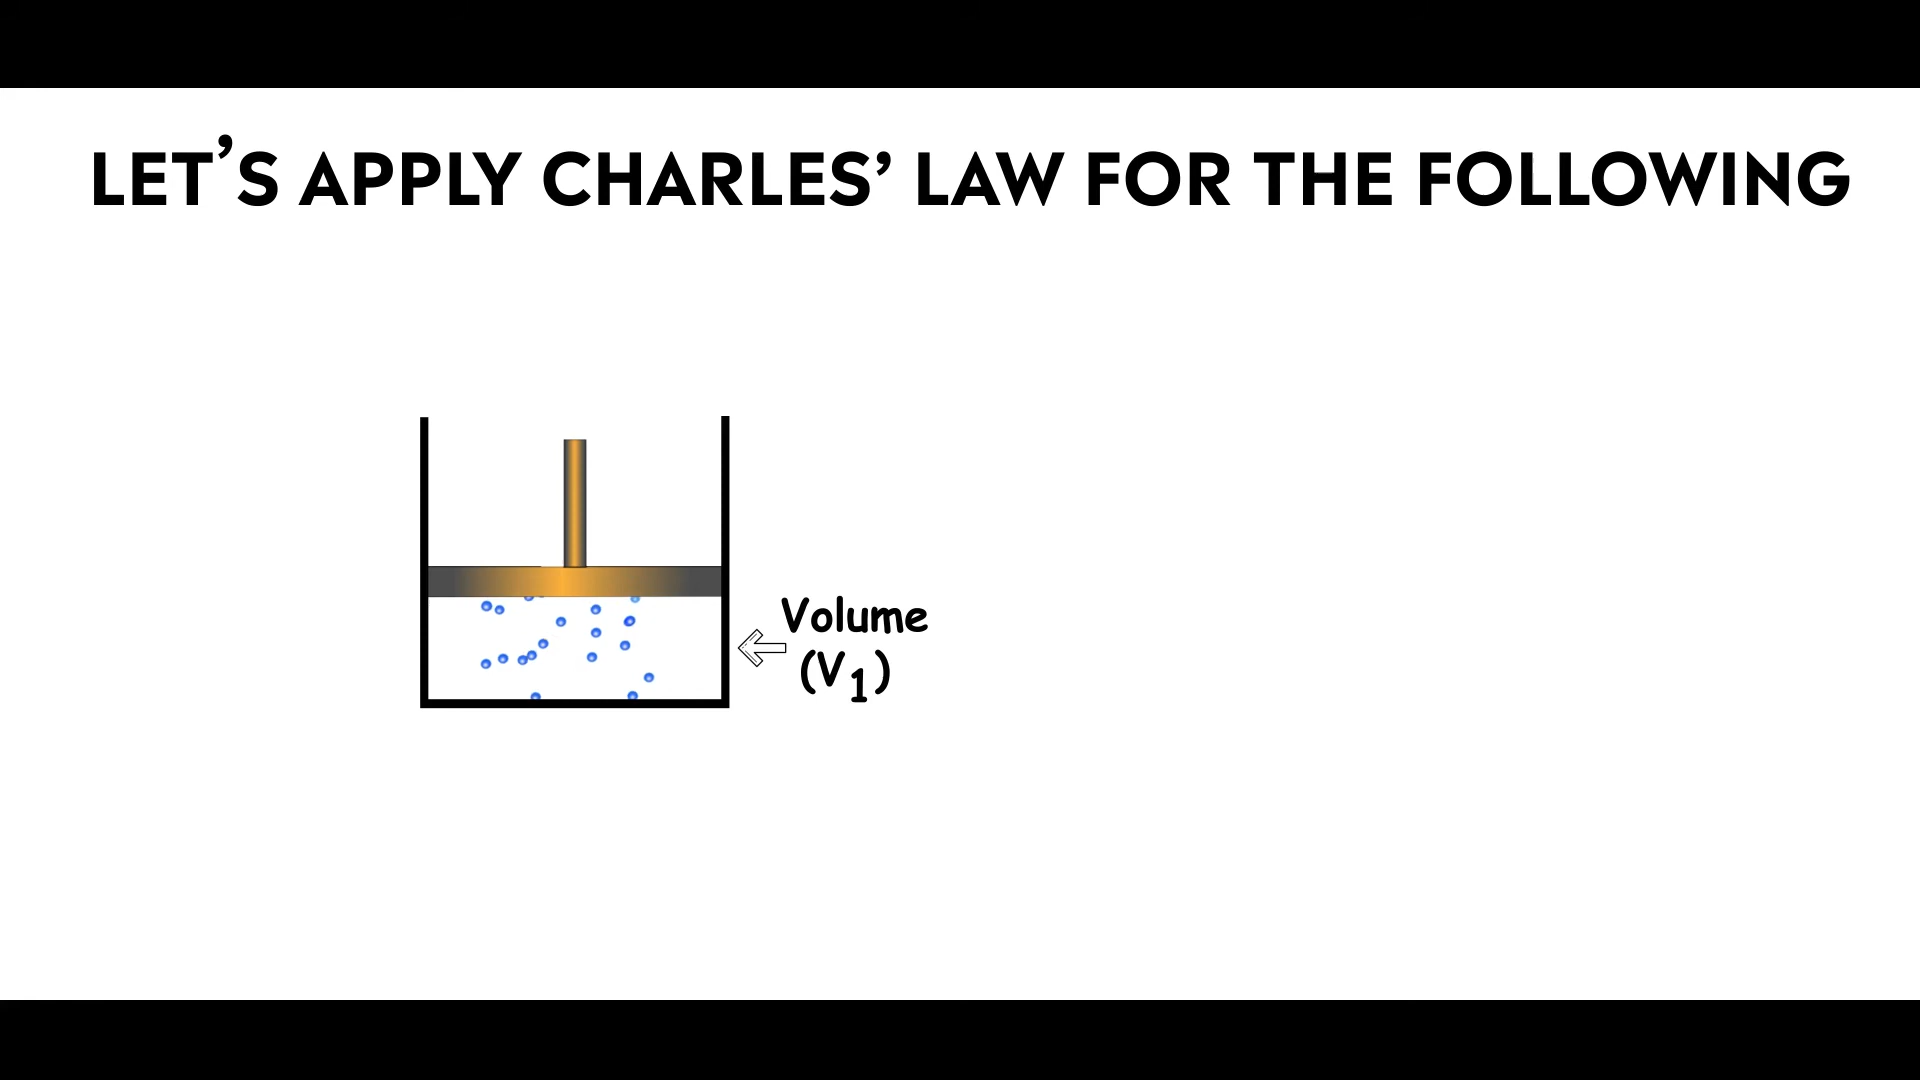 LET’S APPLY CHARLES’ LAW FOR THE FOLLOWING
Volume
(V₁)